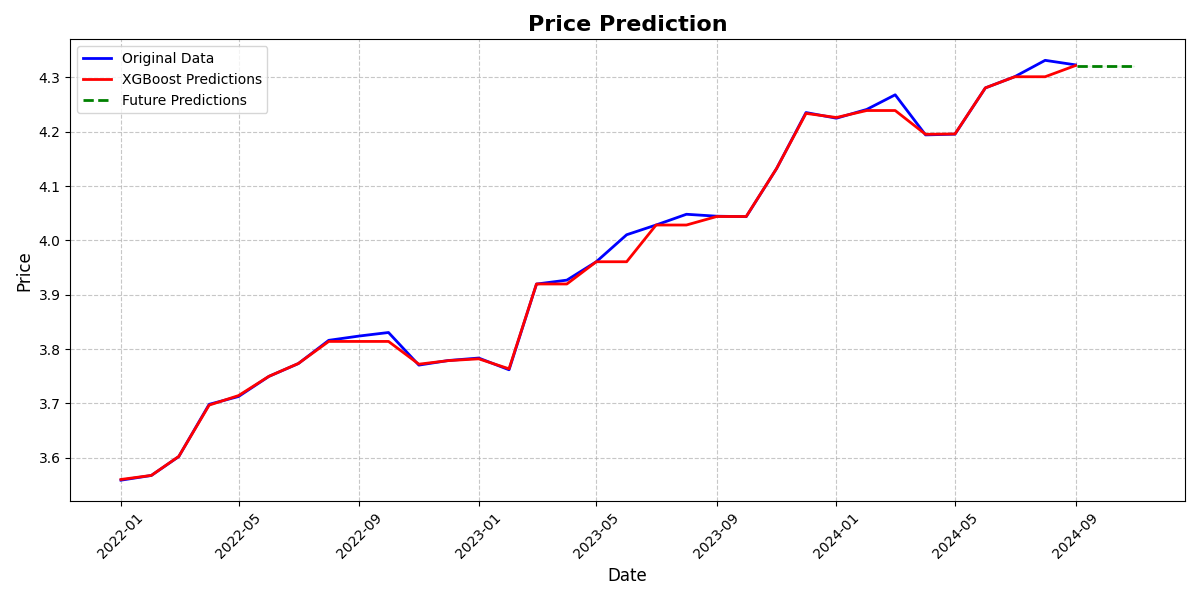 Price Prediction
Original Data
XGBoost Predictions
Future Predictions
Price
4.3
4.2
4.1
4.0
3.9
3.8
3.7
3.6
2022-01
2022-05
2022-09
2023-01
2023-05
2023-09
2024-01
2024-05
2024-09
Date